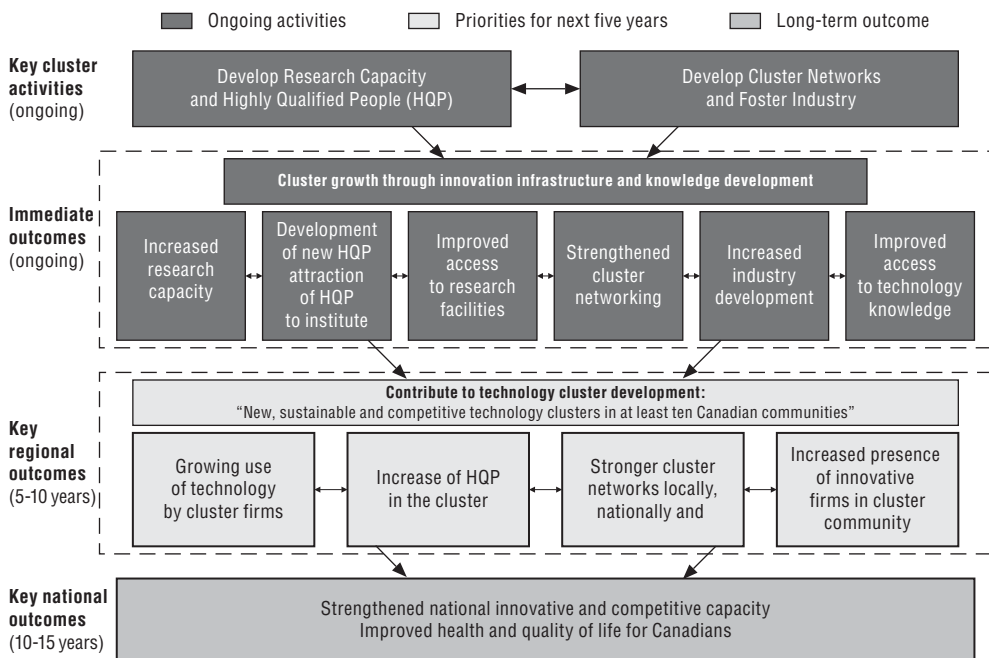 Ongoing activities
Priorities for next five years
Long-term outcome
Key cluster
activities
(ongoing)
Develop Research Capacity
and Highly Qualified People (HQP)
Develop Cluster Networks
and Foster Industry
Immediate
outcomes
(ongoing)
Cluster growth through innovation infrastructure and knowledge development
Increased
research
capacity
Development
of new HQP
attraction
of HQP
to institute
Improved
access
to research
facilities
Strengthened
cluster
networking
Increased
industry
development
Improved
access
to technology
knowledge
Key
regional
outcomes
(5-10 years)
Contribute to technology cluster development:
“New, sustainable and competitive technology clusters in at least ten Canadian communities”
Growing use
of technology
by cluster firms
Increase of HQP
in the cluster
Stronger cluster
networks locally,
nationally and
Increased presence
of innovative
firms in cluster
community
Key national
outcomes
(10-15 years)
Strengthened national innovative and competitive capacity
Improved health and quality of life for Canadians